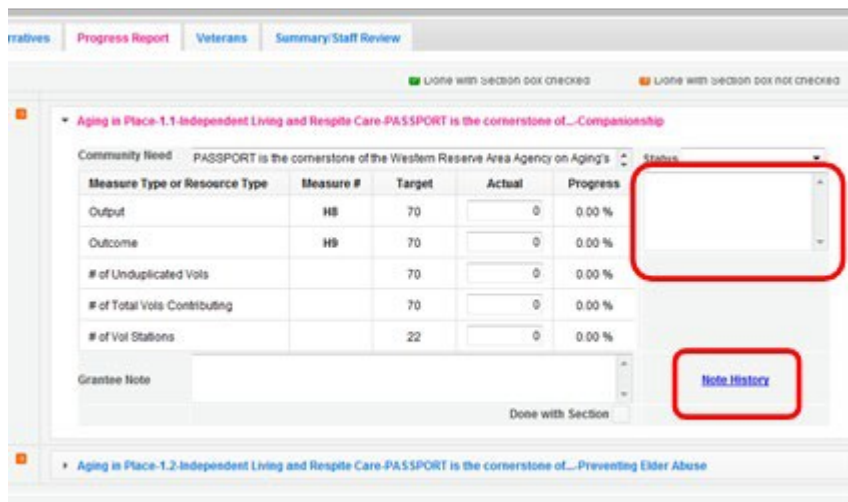 rratives Progress Report Veterans Summary/Staff Review
Done with Section box checked Done with Section box not checked
Aging in Place-1.1-Independent Living and Respite Care-PASSPORT is the cornerstone of...-Companionship
Community Need PASSPORT is the cornerstone of the Western Reserve Area Agency on Aging's Status
Measure Type or Resource Type Measure # Target Actual Progress
Output H8 70 0 0.00 %
Outcome H9 70 0 0.00 %
# of Unduplicated Vols 70 0 0.00 %
# of Total Vols Contributing 70 0 0.00 %
# of Vol Stations 22 0 0.00 %
Grantee Note Note History
Done with Section
Aging in Place-1.2-Independent Living and Respite Care-PASSPORT is the cornerstone of...-Preventing Elder Abuse